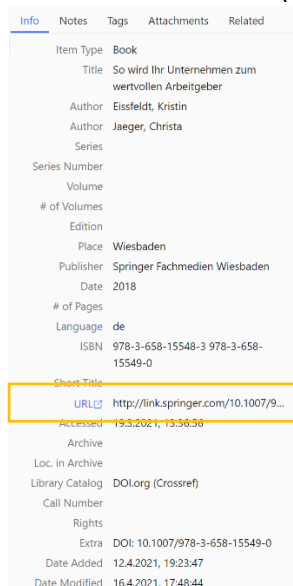 Info Notes Tags Attachments Related
Item Type Book
Title So wird Ihr Unternehmen zum
wertvollen Arbeitgeber
Author Eissfeldt, Kristin
Author Jaeger, Christa
Series
Series Number
Volume
# of Volumes
Edition
Place Wiesbaden
Publisher Springer Fachmedien Wiesbaden
Date 2018
# of Pages
Language de
ISBN 978-3-658-15548-3 978-3-658-
15549-0
Short Title
URL http://link.springer.com/10.1007/9...
Accessed 19.3.2021, 13:36:56
Archive
Loc. in Archive
Library Catalog DOI.org (Crossref)
Call Number
Rights
Extra DOI: 10.1007/978-3-658-15549-0
Date Added 12.4.2021, 19:23:47
Date Modified 16.4.2021, 17:48:44